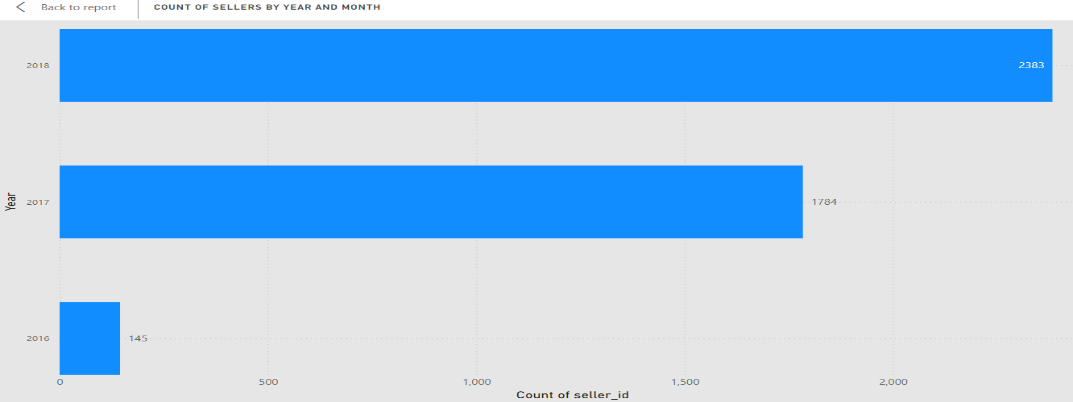 Back to report
COUNT OF SELLERS BY YEAR AND MONTH
2018
2383
Year
2017
1784
2016
145
0 500 1,000 1,500 2,000
Count of seller_id